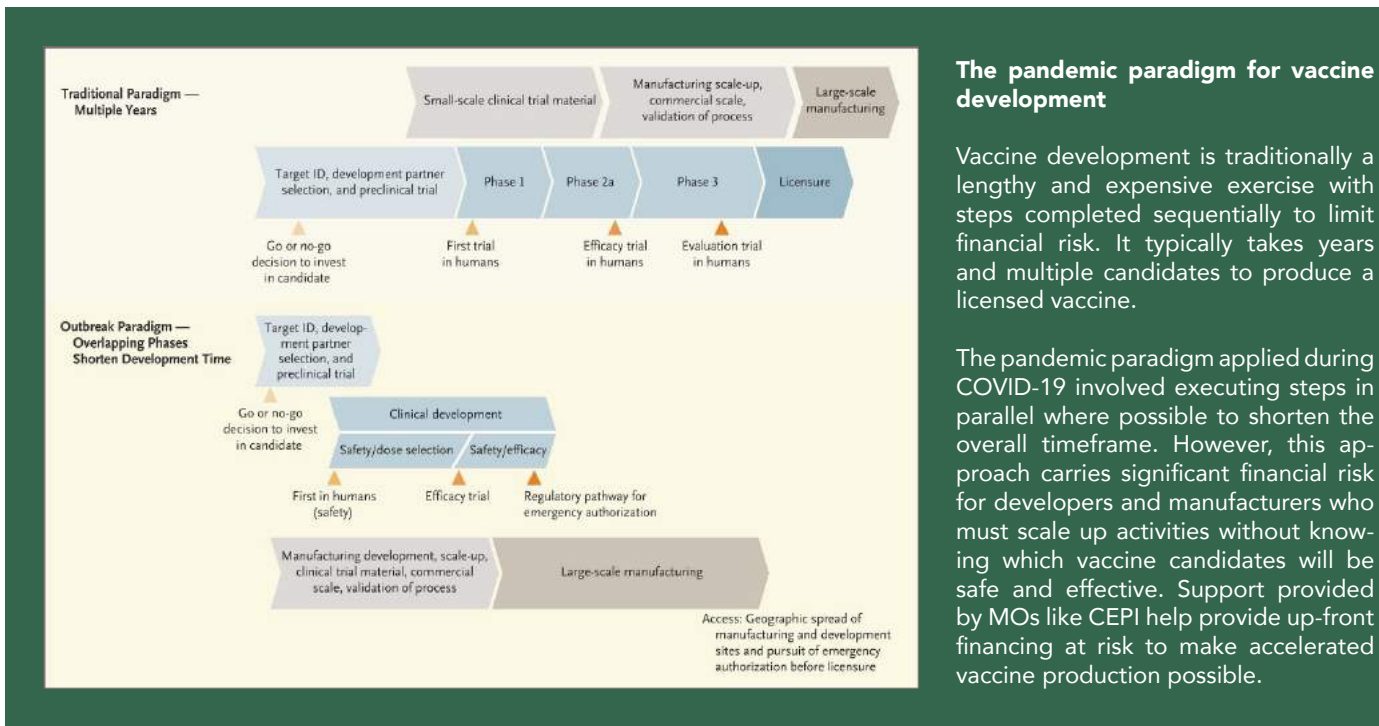 Traditional Paradigm —
Multiple Years
Small-scale clinical trial material
Manufacturing scale-up,
commercial scale,
validation of process
Large-scale
manufacturing
Target ID, development partner
selection, and preclinical trial
Phase 1
Phase 2a
Phase 3
Licensure
Go or no-go
decision to invest
in candidate
First trial
in humans
Efficacy trial
in humans
Evaluation trial
in humans
Outbreak Paradigm —
Overlapping Phases
Shorten Development Time
Target ID, develop-
ment partner
selection, and
preclinical trial
Go or no-go
decision to invest
in candidate
Clinical development
Safety/dose selection
Safety/efficacy
First in humans
(safety)
Efficacy trial
Regulatory pathway for
emergency authorization
Manufacturing development, scale-up,
clinical trial material, commercial
scale, validation of process
Large-scale manufacturing
Access: Geographic spread of
manufacturing and development
sites and pursuit of emergency
authorization before licensure
The pandemic paradigm for vaccine
development
Vaccine development is traditionally a
lengthy and expensive exercise with
steps completed sequentially to limit
financial risk. It typically takes years
and multiple candidates to produce a
licensed vaccine.
The pandemic paradigm applied during
COVID-19 involved executing steps in
parallel where possible to shorten the
overall timeframe. However, this ap-
proach carries significant financial risk
for developers and manufacturers who
must scale up activities without know-
ing which vaccine candidates will be
safe and effective. Support provided
by MOs like CEPI help provide up-front
financing at risk to make accelerated
vaccine production possible.